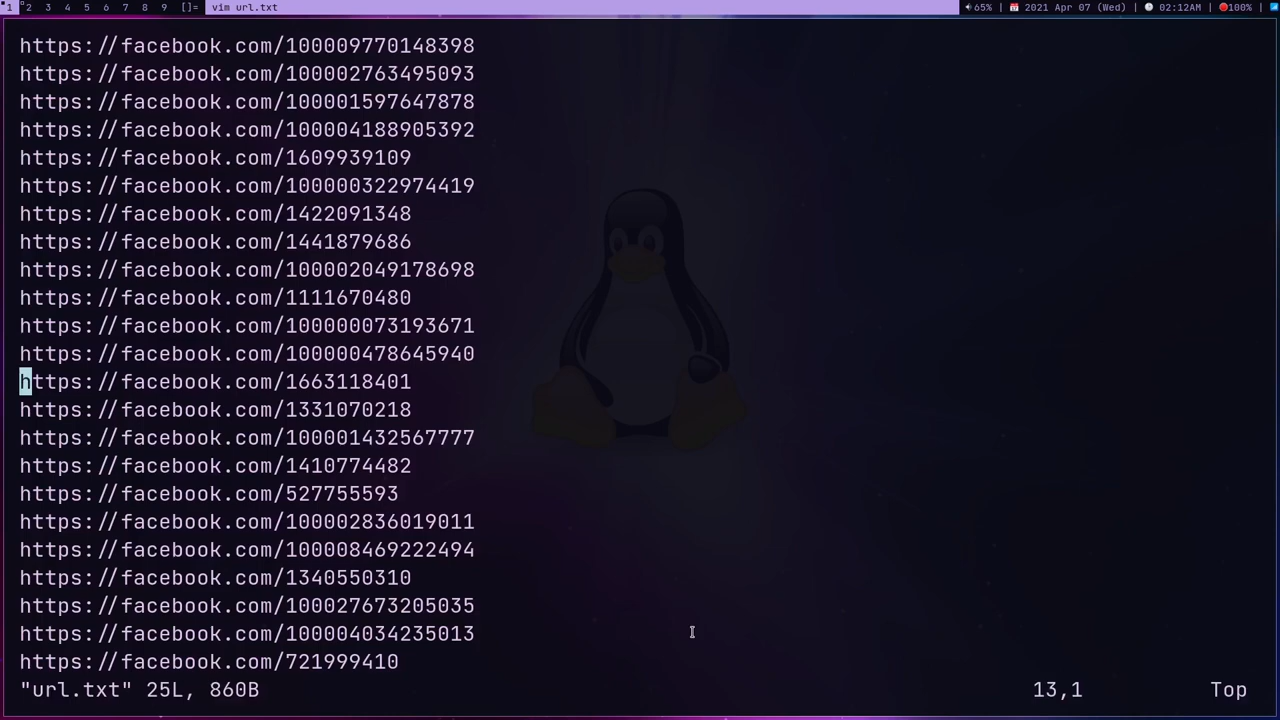 1 2 3 4 5 6 7 8 9 []= vim url.txt 65% | 2021 Apr 07 (Wed) | 02:12AM | 100% |
https://facebook.com/100009770148398
https://facebook.com/100002763495093
https://facebook.com/100001597647878
https://facebook.com/100004188905392
https://facebook.com/1609939109
https://facebook.com/100000322974419
https://facebook.com/1422091348
https://facebook.com/1441879686
https://facebook.com/100002049178698
https://facebook.com/1111670480
https://facebook.com/100000073193671
https://facebook.com/100000478645940
https://facebook.com/1663118401
https://facebook.com/1331070218
https://facebook.com/100001432567777
https://facebook.com/1410774482
https://facebook.com/527755593
https://facebook.com/100002836019011
https://facebook.com/100008469222494
https://facebook.com/1340550310
https://facebook.com/100027673205035
https://facebook.com/100004034235013
https://facebook.com/721999410
"url.txt" 25L, 860B 13,1 Top